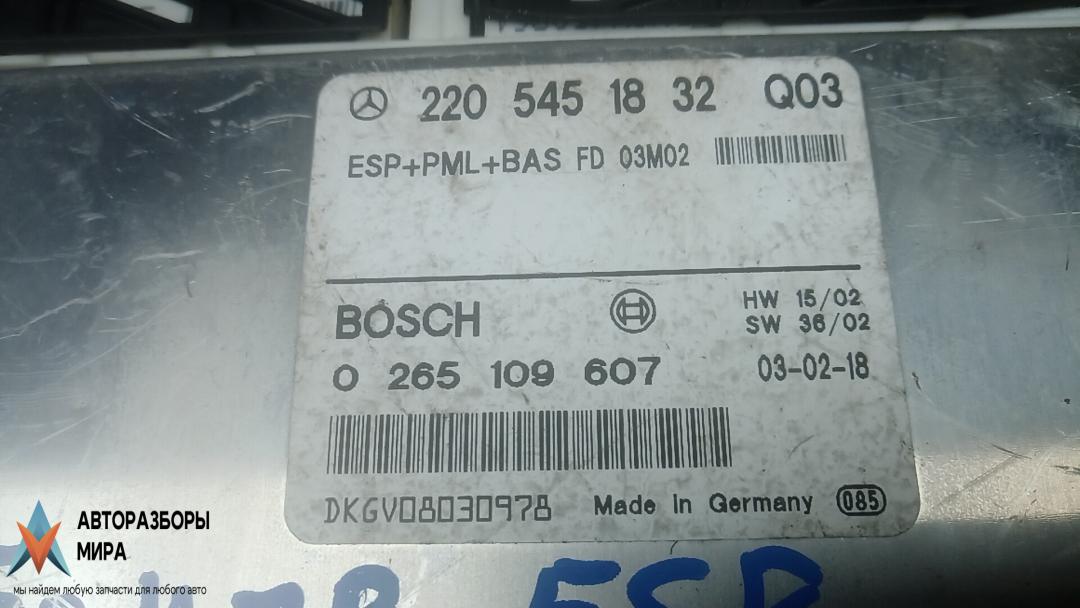 220 545 18 32 Q03
ESP+PML+BAS FD 03M02
BOSCH
HW 15/02
SW 36/02
0 265 109 607 03-02-18
DKGV08030978 Made in Germany 085
АВТОРАЗБОРЫ
МИРА
мы найдем любую запчасти для любого авто
ESP